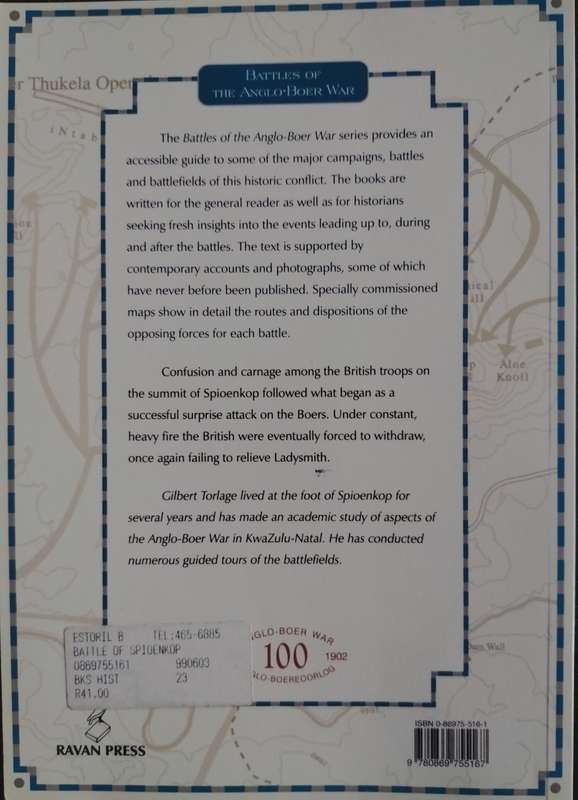 er Thukela Oper
iNtab
BATTLES OF
THE ANGLO-BOER WAR
The Battles of the Anglo-Boer War series provides an
accessible guide to some of the major campaigns, battles
and battlefields of this historic conflict. The books are
written for the general reader as well as for historians
seeking fresh insights into the events leading up to, during
and after the battles. The text is supported by
contemporary accounts and photographs, some of which
have never before been published. Specially commissioned
maps show in detail the routes and dispositions of the
opposing forces for each battle.
Confusion and carnage among the British troops on
the summit of Spioenkop followed what began as a
successful surprise attack on the Boers. Under constant,
heavy fire the British were eventually forced to withdraw,
once again failing to relieve Ladysmith.
Gilbert Torlage lived at the foot of Spioenkop for
several years and has made an academic study of aspects of
the Anglo-Boer War in KwaZulu-Natal. He has conducted
numerous guided tours of the battlefields.
Aloe
Knoll
ESTORIL B TEL:465-6885
BATTLE OF SPIOENKOP
0869755161 990603
BKS HIST 23
R41.00
GLO-BOER WAR
100 1902
GLO-BOEREOORLOG
RAVAN PRESS
ISBN 0-86975-516-1
9 780869 755167